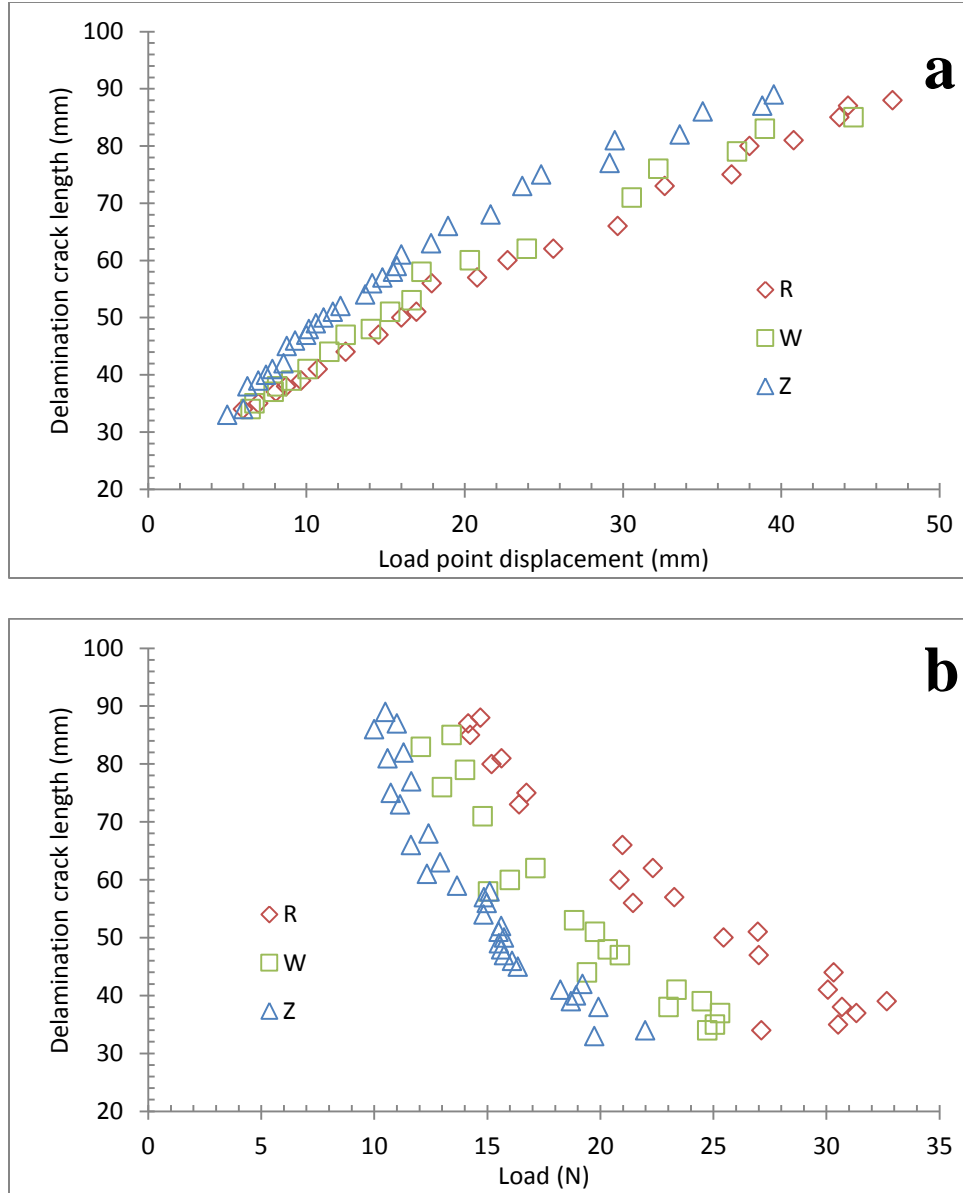 a
100
90
80
70
60
50
40
30
20
Delamination crack length (mm)
R
W
Z
0 10 20 30 40 50
Load point displacement (mm)
b
100
90
80
70
60
50
40
30
20
Delamination crack length (mm)
R
W
Z
0 5 10 15 20 25 30 35
Load (N)